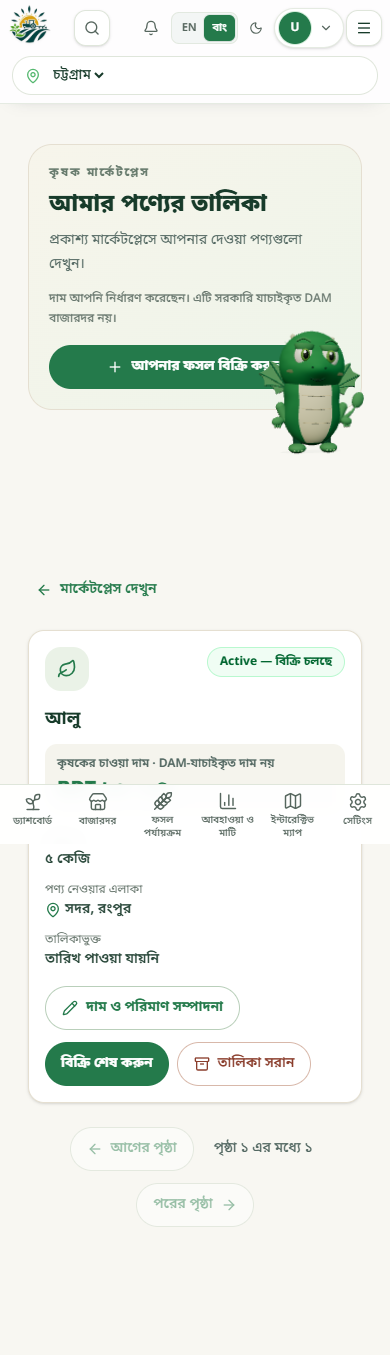 EN বাং U
চট্টগ্রাম
কৃষক মার্কেটপ্লেস
আমার পণ্যের তালিকা
প্রকাশ্য মার্কেটপ্লেসে আপনার দেওয়া পণ্যগুলো
দেখুন।
দাম আপনি নির্ধারণ করেছেন। এটি সরকারি যাচাইকৃত DAM
বাজারদর নয়।
আপনার ফসল বিক্রি
মার্কেটপ্লেস দেখুন
Active — বিক্রি চলছে
আলু
কৃষকের চাওয়া দাম · DAM-যাচাইকৃত দাম নয়
ড্যাশবোর্ড বাজারদর ফসল আবহাওয়া ও ইন্টারেক্টিভ সেটিংস
পর্যায়ক্রম মাটি ম্যাপ
৫ কেজি
পণ্য নেওয়ার এলাকা
সদর, রংপুর
তালিকাভুক্ত
তারিখ পাওয়া যায়নি
দাম ও পরিমাণ সম্পাদনা
বিক্রি শেষ করুন তালিকা সরান
আগের পৃষ্ঠা পৃষ্ঠা ১ এর মধ্যে ১
পরের পৃষ্ঠা